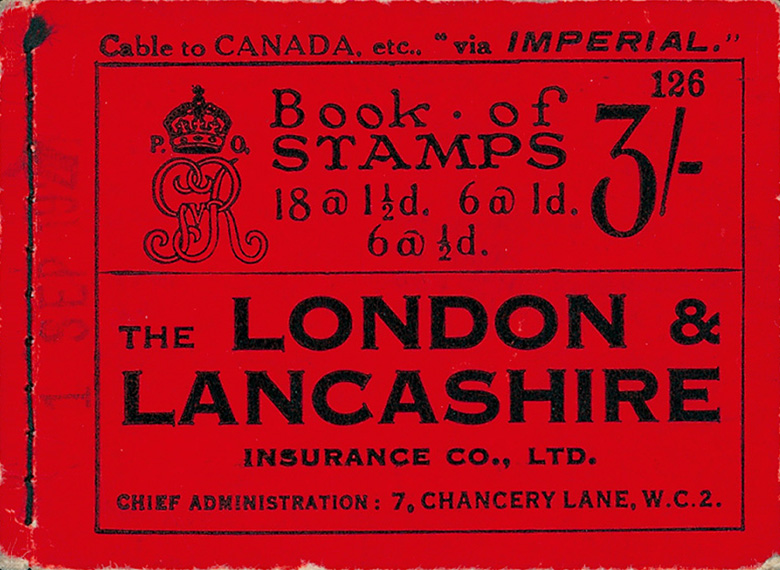 Cable to CANADA, etc., "via IMPERIAL."
126
P. O.
GvR
Book · of
STAMPS
3/-
18 @ 1½d. 6 @ 1d.
6 @ ½d.
THE LONDON &
LANCASHIRE
INSURANCE CO., LTD.
CHIEF ADMINISTRATION: 7, CHANCERY LANE, W.C.2.